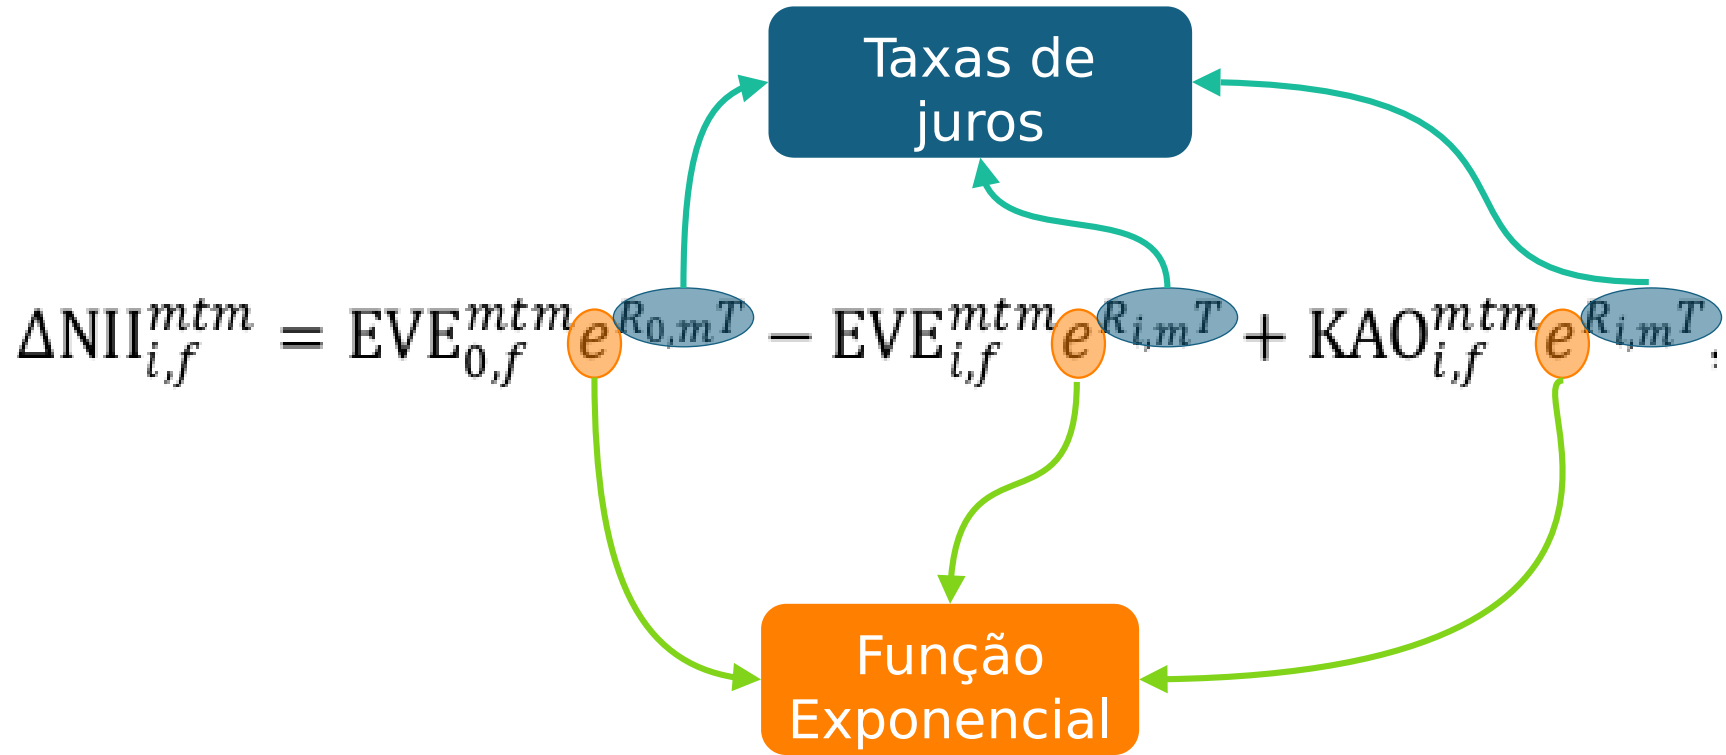 Taxas de
juros
ΔNII_{i,f}^{mtm} = EVE_{0,f}^{mtm} e^{R_{0,m}T} − EVE_{i,f}^{mtm} e^{R_{i,m}T} + KAO_{i,f}^{mtm} e^{R_{i,m}T}
Função
Exponencial